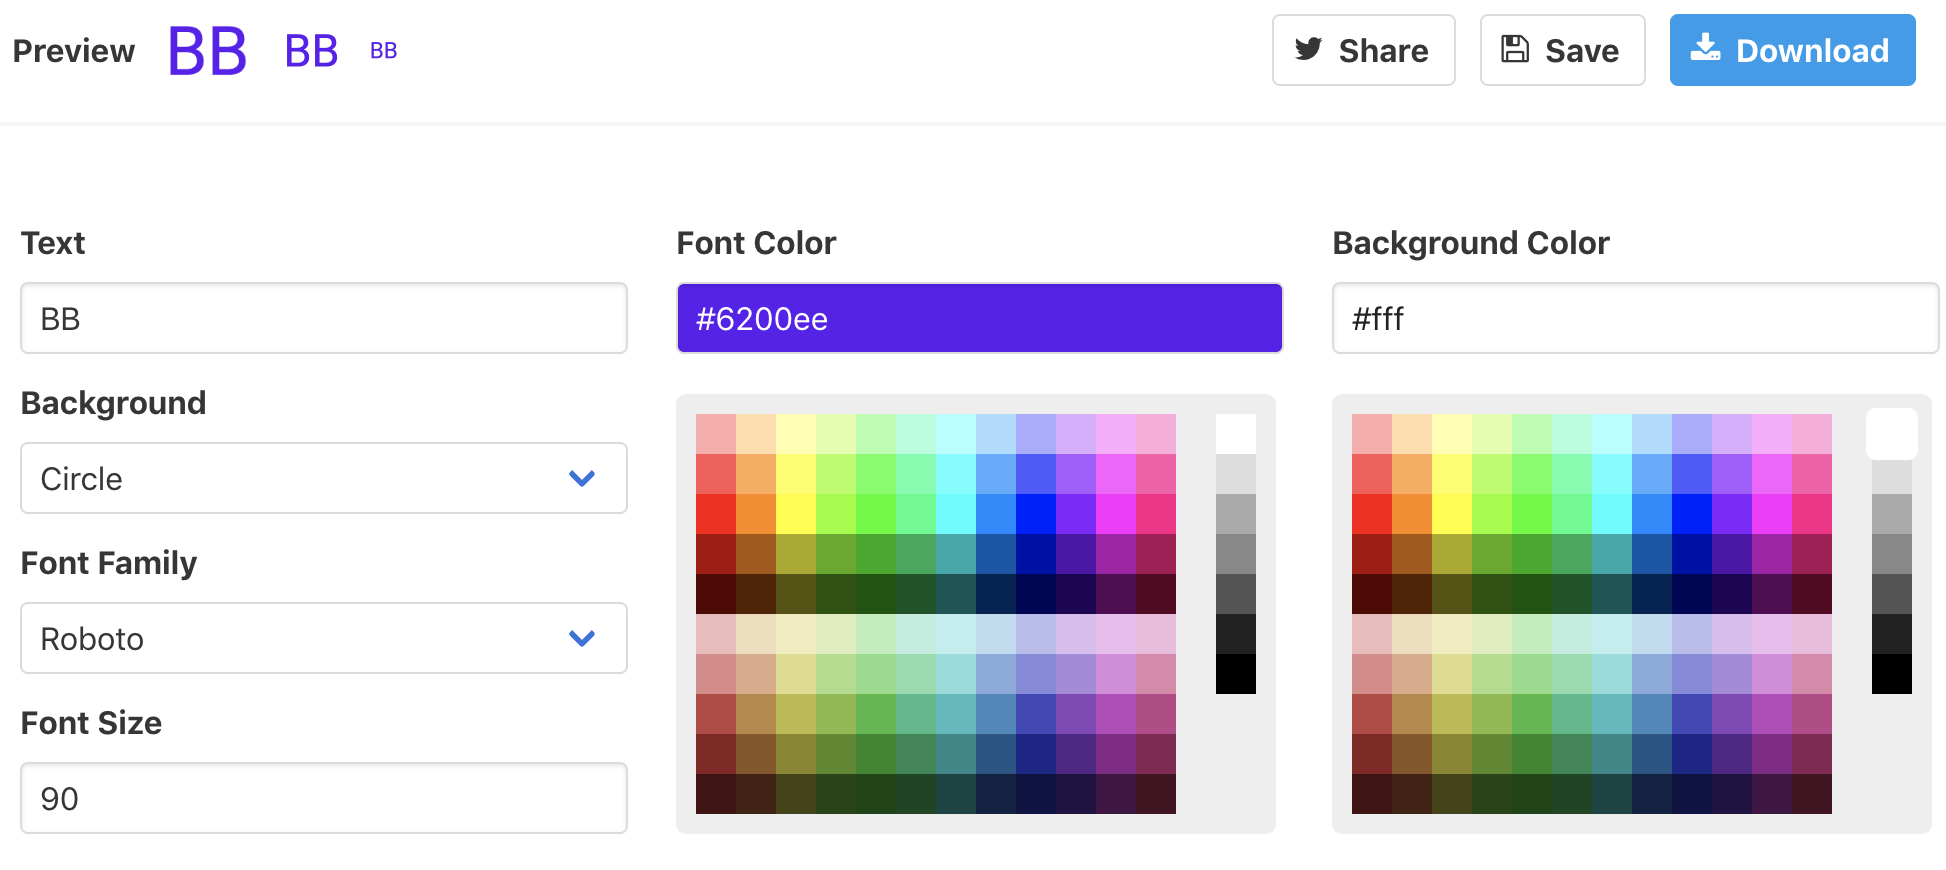 Preview BB BB BB Share Save Download
Text
BB
Background
Circle
Font Family
Roboto
Font Size
90
Font Color
#6200ee
Background Color
#fff